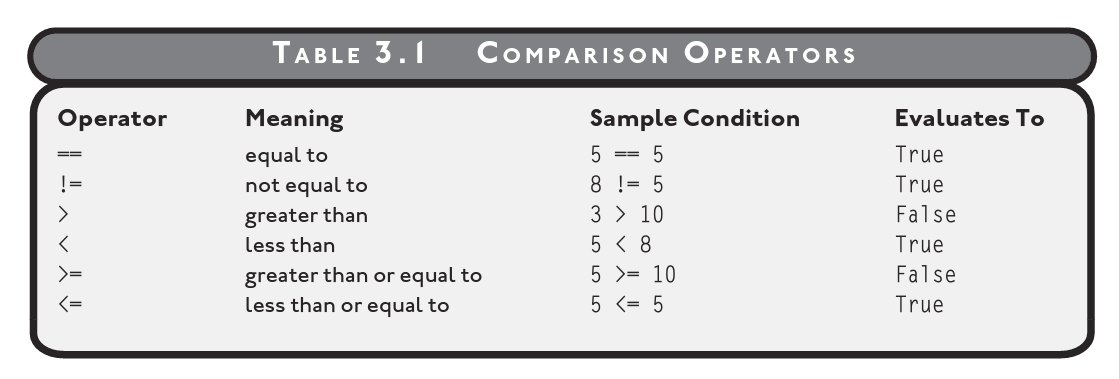 TABLE 3.1 COMPARISON OPERATORS
Operator Meaning Sample Condition Evaluates To
== equal to 5 == 5 True
!= not equal to 8 != 5 True
> greater than 3 > 10 False
< less than 5 < 8 True
>= greater than or equal to 5 >= 10 False
<= less than or equal to 5 <= 5 True